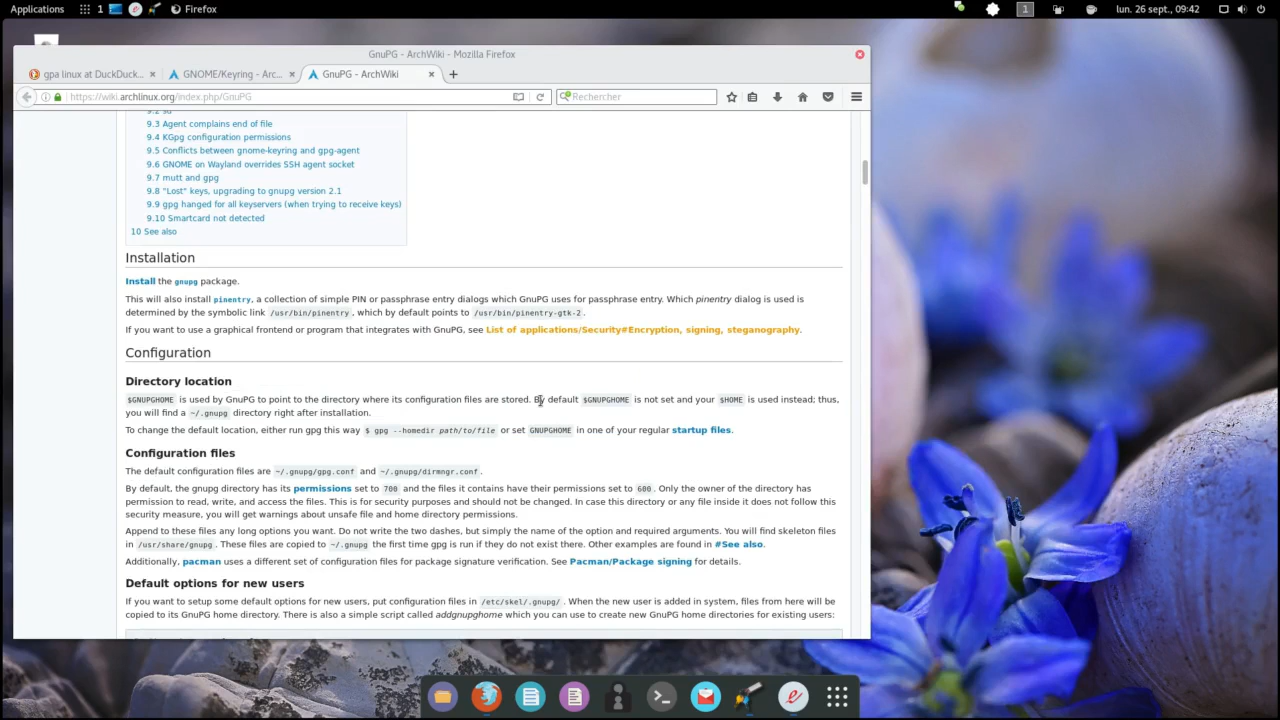 Applications 1 Firefox 1 lun. 26 sept., 09:42
GnuPG - ArchWiki - Mozilla Firefox
gpa linux at DuckDuck... GNOME/Keyring - Arc... GnuPG - ArchWiki
https://wiki.archlinux.org/index.php/GnuPG Rechercher
9.3 Agent complains end of file
9.4 KGpg configuration permissions
9.5 Conflicts between gnome-keyring and gpg-agent
9.6 GNOME on Wayland overrides SSH agent socket
9.7 mutt and gpg
9.8 "Lost" keys, upgrading to gnupg version 2.1
9.9 gpg hanged for all keyservers (when trying to receive keys)
9.10 Smartcard not detected
10 See also
Installation
Install the gnupg package.
This will also install pinentry, a collection of simple PIN or passphrase entry dialogs which GnuPG uses for passphrase entry. Which pinentry dialog is used is
determined by the symbolic link /usr/bin/pinentry, which by default points to /usr/bin/pinentry-gtk-2.
If you want to use a graphical frontend or program that integrates with GnuPG, see List of applications/Security#Encryption, signing, steganography.
Configuration
Directory location
$GNUPGHOME is used by GnuPG to point to the directory where its configuration files are stored. By default $GNUPGHOME is not set and your $HOME is used instead; thus,
you will find a ~/.gnupg directory right after installation.
To change the default location, either run gpg this way $ gpg --homedir path/to/file or set GNUPGHOME in one of your regular startup files.
Configuration files
The default configuration files are ~/.gnupg/gpg.conf and ~/.gnupg/dirmngr.conf.
By default, the gnupg directory has its permissions set to 700 and the files it contains have their permissions set to 600. Only the owner of the directory has
permission to read, write, and access the files. This is for security purposes and should not be changed. In case this directory or any file inside it does not follow this
security measure, you will get warnings about unsafe file and home directory permissions.
Append to these files any long options you want. Do not write the two dashes, but simply the name of the option and required arguments. You will find skeleton files
in /usr/share/gnupg. These files are copied to ~/.gnupg the first time gpg is run if they do not exist there. Other examples are found in #See also.
Additionally, pacman uses a different set of configuration files for package signature verification. See Pacman/Package signing for details.
Default options for new users
If you want to setup some default options for new users, put configuration files in /etc/skel/.gnupg/. When the new user is added in system, files from here will be
copied to its GnuPG home directory. There is also a simple script called addgnupghome which you can use to create new GnuPG home directories for existing users: